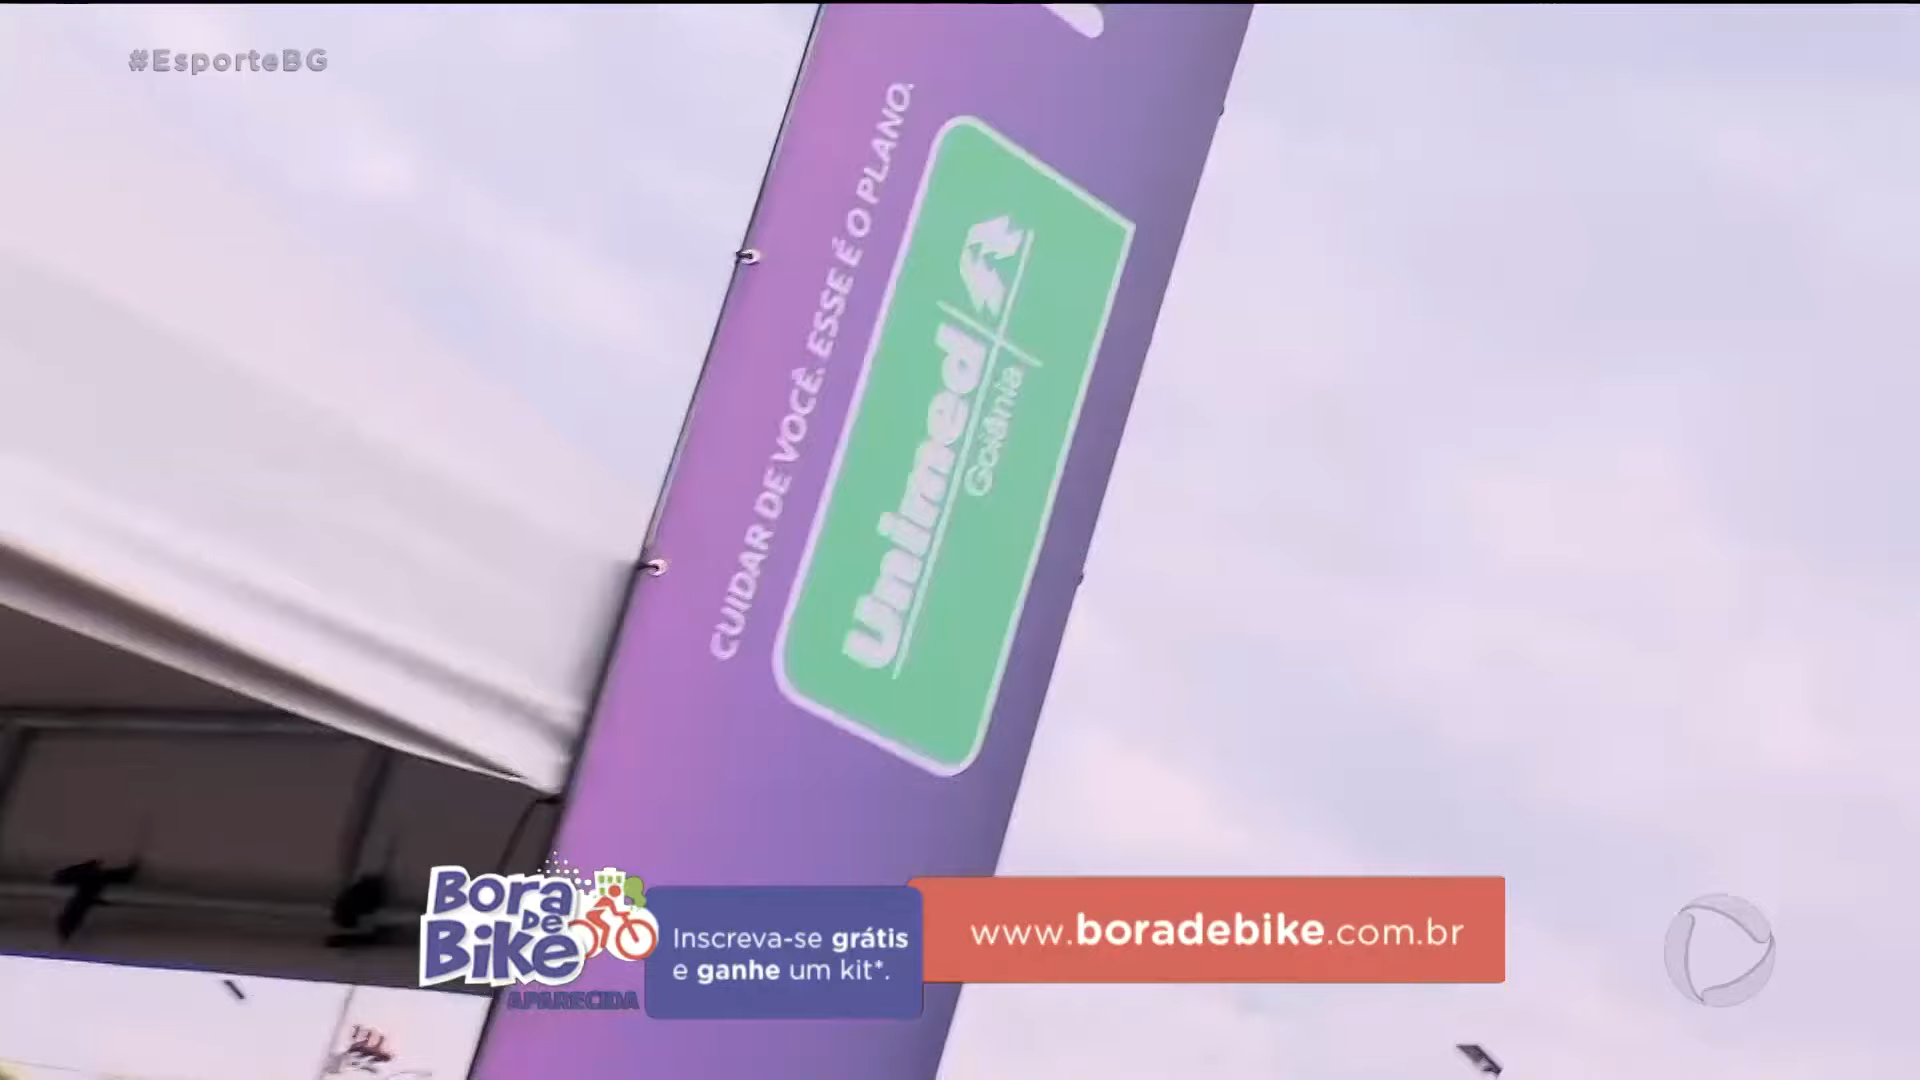 #EsporteBG
CUIDAR DE VOCÊ. ESSE É O PLANO.
Unimed
Goiânia
BORA
DE
BIKE
APARECIDA
Inscreva-se grátis
e ganhe um kit*.
www.boradebike.com.br